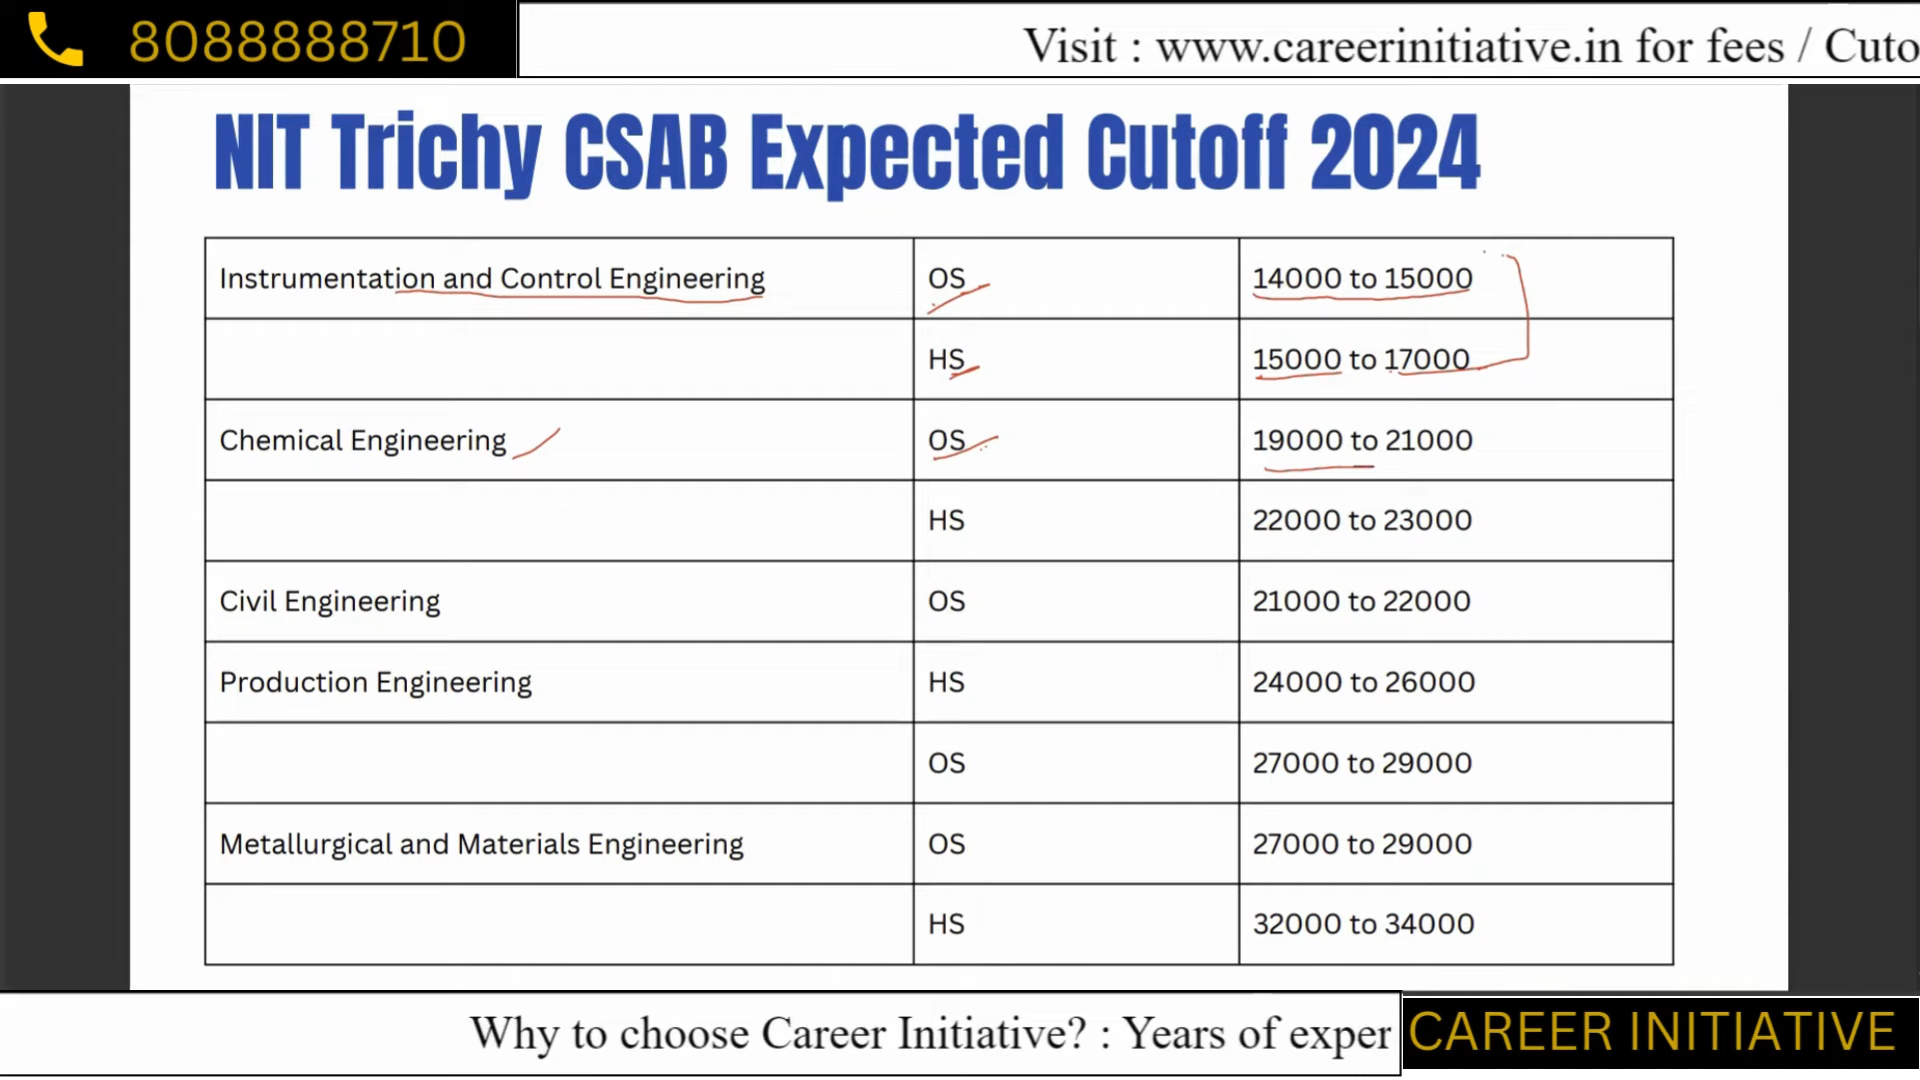 8088888710
Visit : www.careerinitiative.in for fees / Cuto
NIT Trichy CSAB Expected Cutoff 2024
Instrumentation and Control Engineering OS 14000 to 15000
HS 15000 to 17000
Chemical Engineering OS 19000 to 21000
HS 22000 to 23000
Civil Engineering OS 21000 to 22000
Production Engineering HS 24000 to 26000
OS 27000 to 29000
Metallurgical and Materials Engineering OS 27000 to 29000
HS 32000 to 34000
Why to choose Career Initiative? : Years of exper
CAREER INITIATIVE